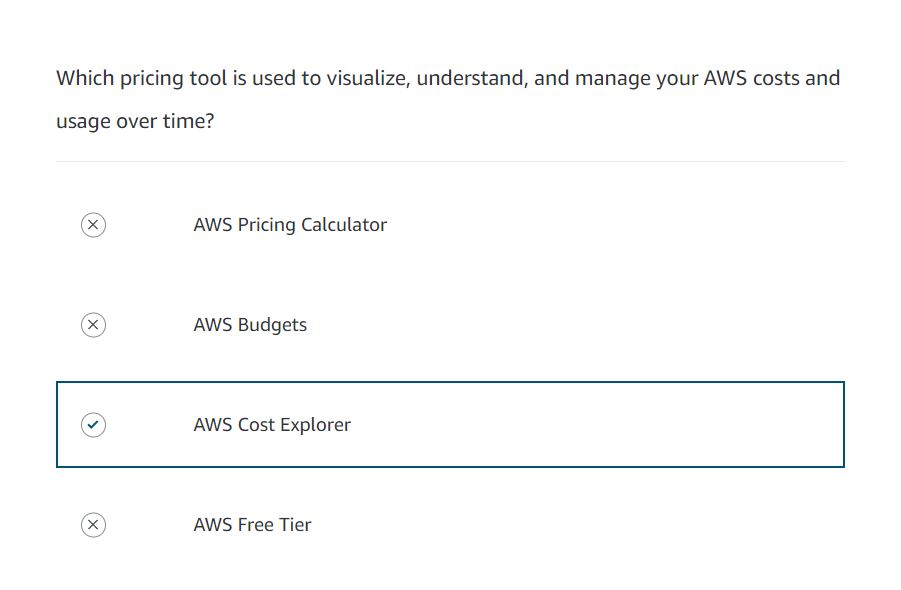 Which pricing tool is used to visualize, understand, and manage your AWS costs and
usage over time?
AWS Pricing Calculator
AWS Budgets
AWS Cost Explorer
AWS Free Tier